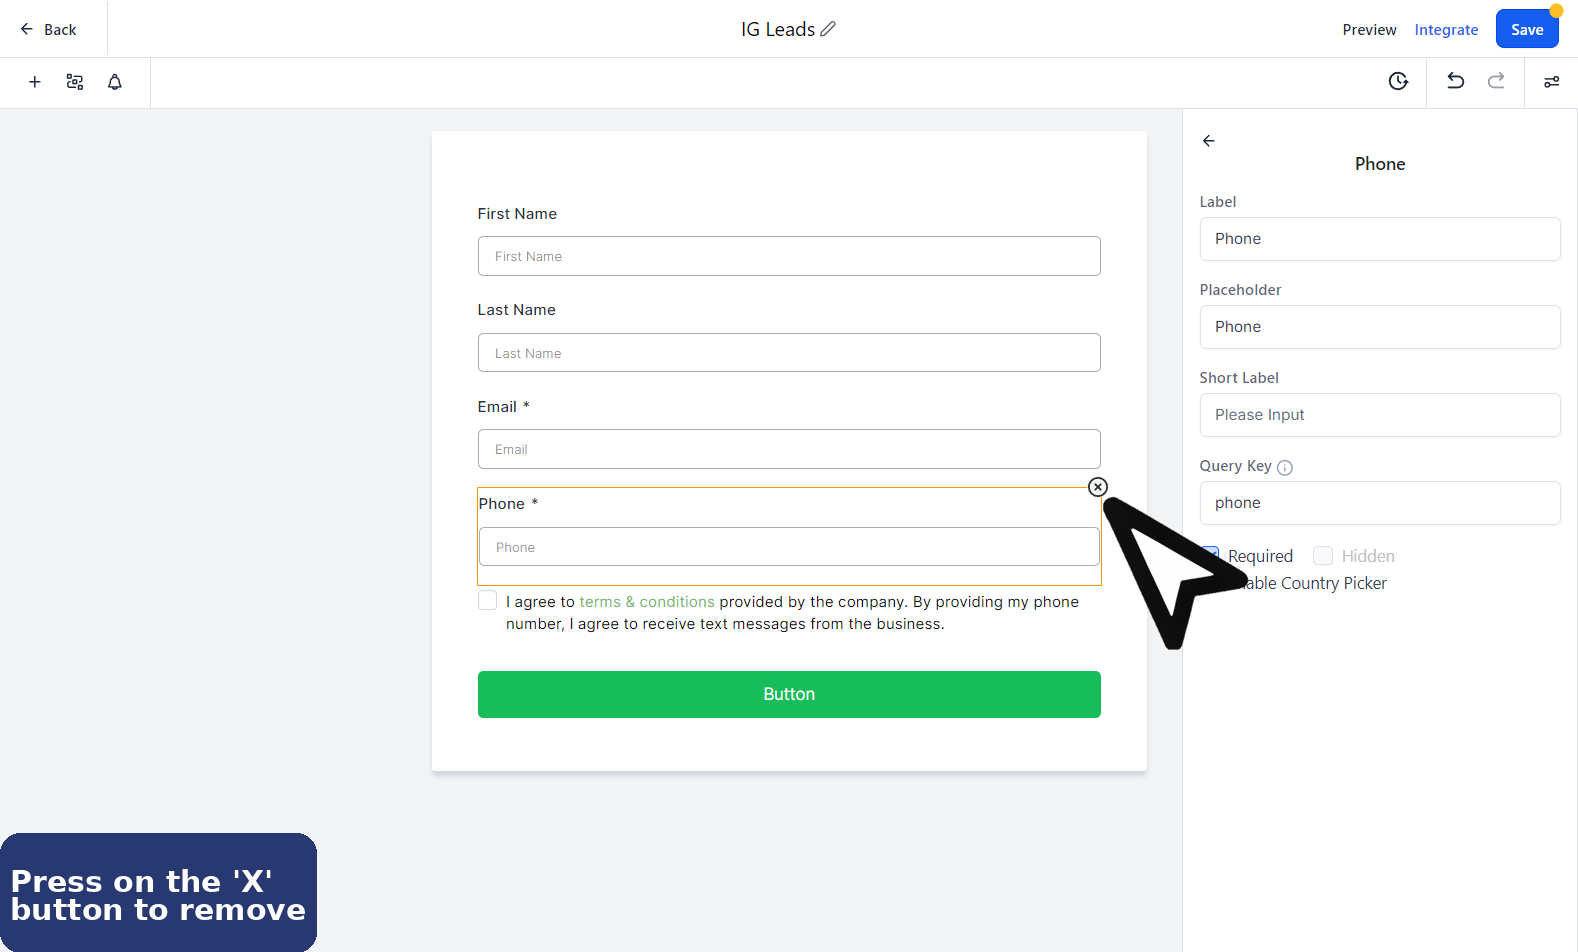 Back
IG Leads
Preview
Integrate
Save
First Name
First Name
Last Name
Last Name
Email *
Email
Phone *
Phone
I agree to terms & conditions provided by the company. By providing my phone
number, I agree to receive text messages from the business.
Button
Phone
Label
Phone
Placeholder
Phone
Short Label
Please Input
Query Key
phone
Required
Hidden
Country Picker
Press on the 'X'
button to remove